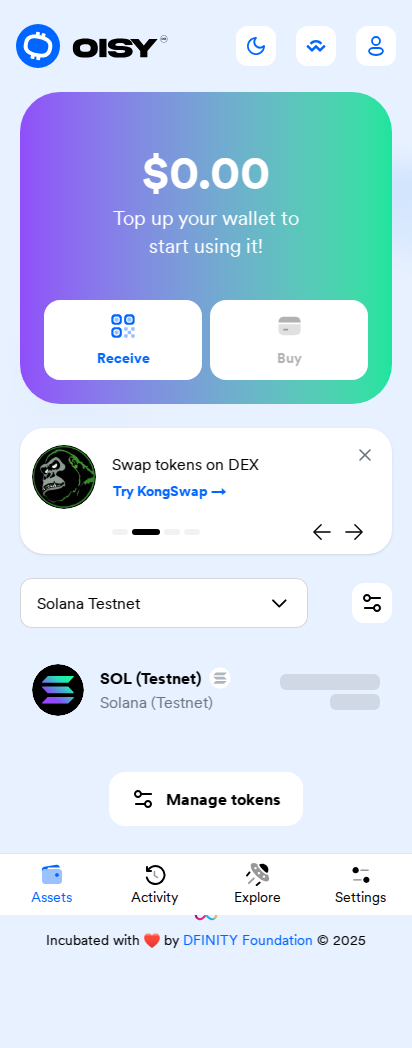 OISY
$0.00
Top up your wallet to
start using it!
Receive
Buy
Swap tokens on DEX
Try KongSwap →
Solana Testnet
SOL (Testnet)
Solana (Testnet)
Manage tokens
Assets
Activity
Explore
Settings
Incubated with ❤️ by DFINITY Foundation © 2025